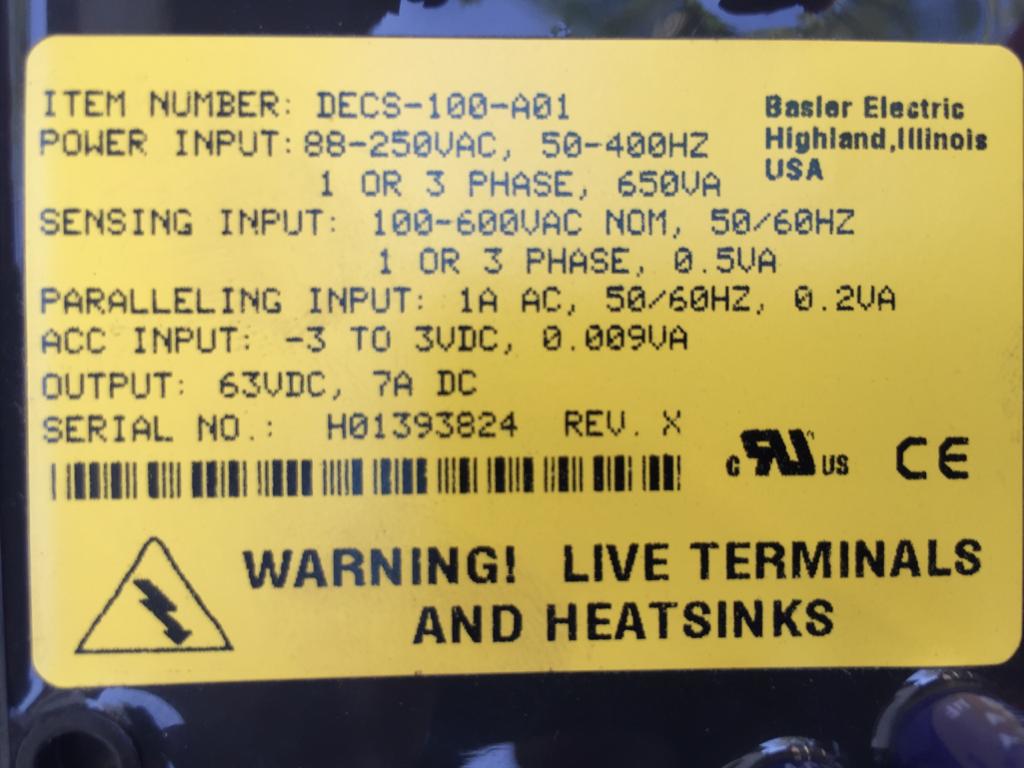 ITEM NUMBER: DECS-100-A01
POWER INPUT: 88-250VAC, 50-400HZ
1 OR 3 PHASE, 650VA
Basler Electric
Highland,Illinois
USA
SENSING INPUT: 100-600VAC NOM, 50/60HZ
1 OR 3 PHASE, 0.5VA
PARALLELING INPUT: 1A AC, 50/60HZ, 0.2VA
ACC INPUT: -3 TO 3VDC, 0.009VA
OUTPUT: 63VDC, 7A DC
SERIAL NO.: H01393824 REV. X
c RU US CE
WARNING! LIVE TERMINALS
AND HEATSINKS